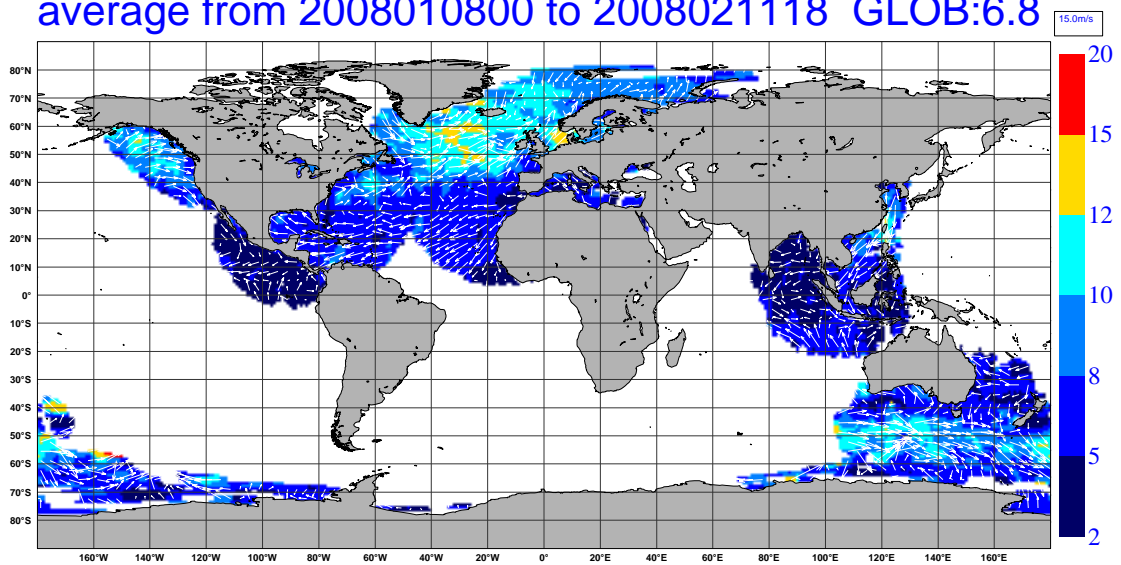 average from 2008010800 to 2008021118 GLOB:6.8
15.0m/s
20
15
12
10
8
5
2
80°N
70°N
60°N
50°N
40°N
30°N
20°N
10°N
0°
10°S
20°S
30°S
40°S
50°S
60°S
70°S
80°S
160°W 140°W 120°W 100°W 80°W 60°W 40°W 20°W 0° 20°E 40°E 60°E 80°E 100°E 120°E 140°E 160°E